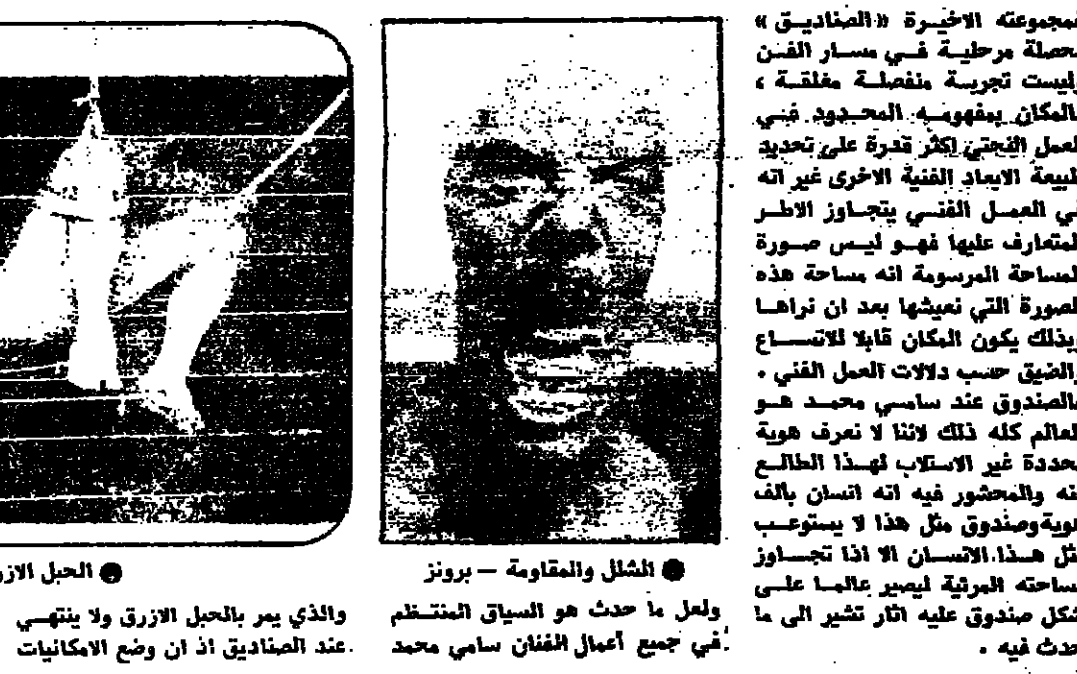 فمجموعته الاخيرة «الصناديق»
محصلة مرحلية في مسار الفن
وليست تجربة منفصلة مغلقة ،
فالمكان بمفهومه المحدود في
العمل النحتي اكثر قدرة على تحديد
طبيعة الابعاد الفنية الاخرى غير انه
في العمل الفني يتجاوز الاطر
المتعارف عليها فهو ليس صورة
المساحة المرسومة انه مساحة هذه
الصورة التي نعيشها بعد ان نراها
وبذلك يكون المكان قابلا للاتساع
والضيق حسب دلالات العمل الفني .
فالصندوق عند سامي محمد هو
العالم كله ذلك لاننا لا نعرف هوية
محددة غير الاستلاب لهذا الطالع
منه والمحشور فيه انه انسان بألف
هوية وصندوق مثل هذا لا يستوعب
مثل هذا الانسان الا اذا تجاوز
مساحته المرئية ليصير عالما على
شكل صندوق عليه اثار تشير الى ما
حدث فيه .
● الشلل والمقاومة — برونز
ولعل ما حدث هو السياق المنتظم
في جميع أعمال الفنان سامي محمد
● الحبل الازر
والذي يمر بالحبل الازرق ولا ينتهي
عند الصناديق اذ ان وضع الامكانيات